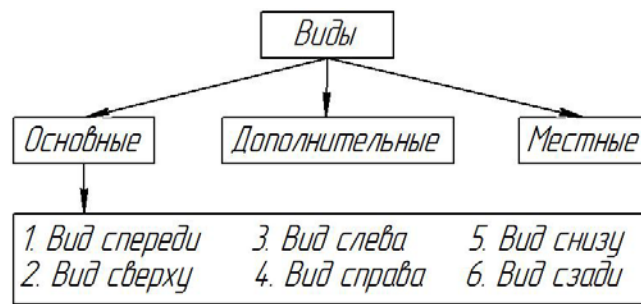 Виды
Основные Дополнительные Местные
1. Вид спереди 3. Вид слева 5. Вид снизу
2. Вид сверху 4. Вид справа 6. Вид сзади